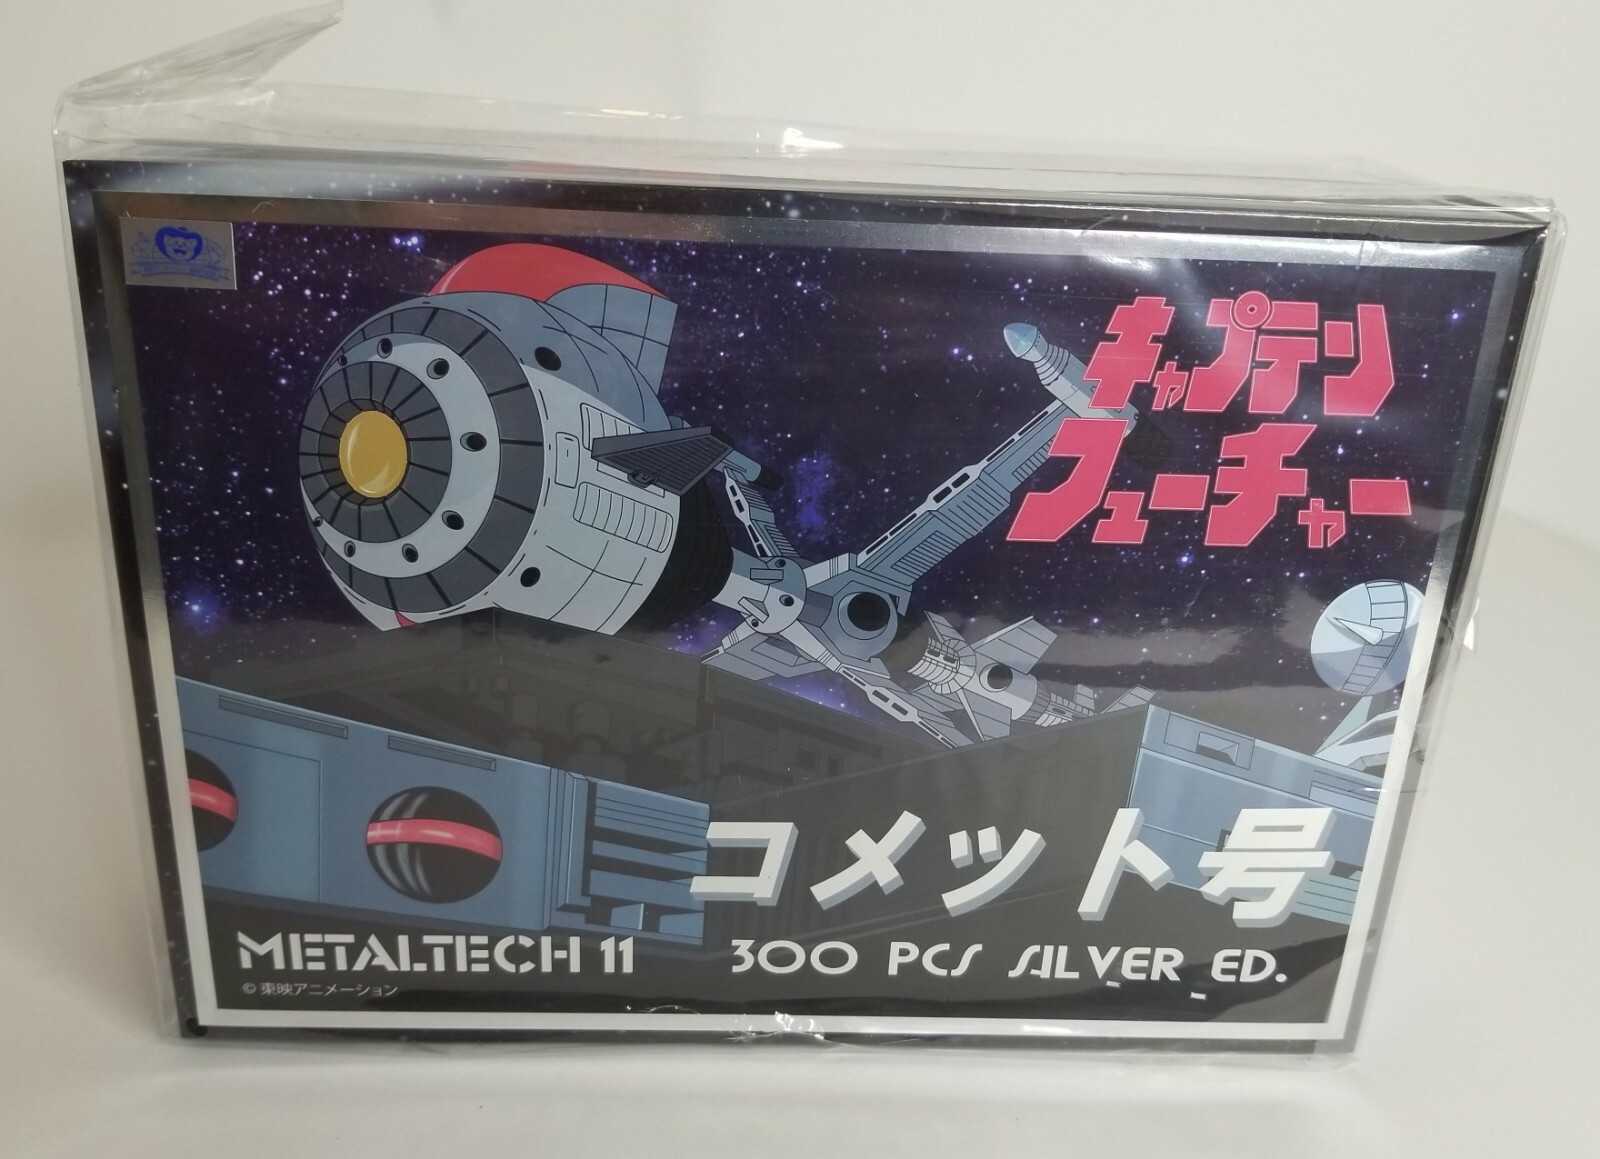 キャプテン
フューチャー
コメット号
METALTECH 11 300 PCS SILVER ED.
© 東映アニメーション